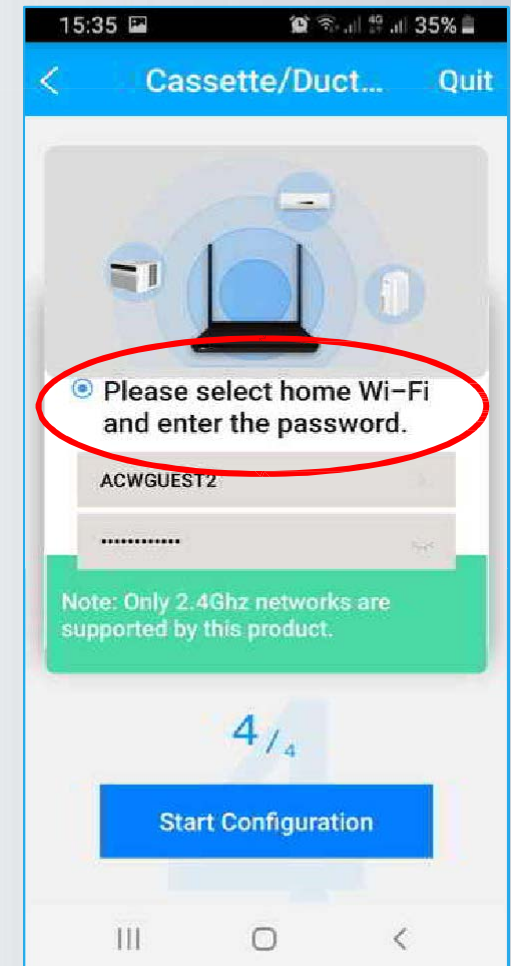 15:35 4G 35%
Cassette/Duct... Quit
Please select home Wi-Fi
and enter the password.
ACWGUEST2
••••••••••••
Note: Only 2.4Ghz networks are
supported by this product.
4/4
Start Configuration